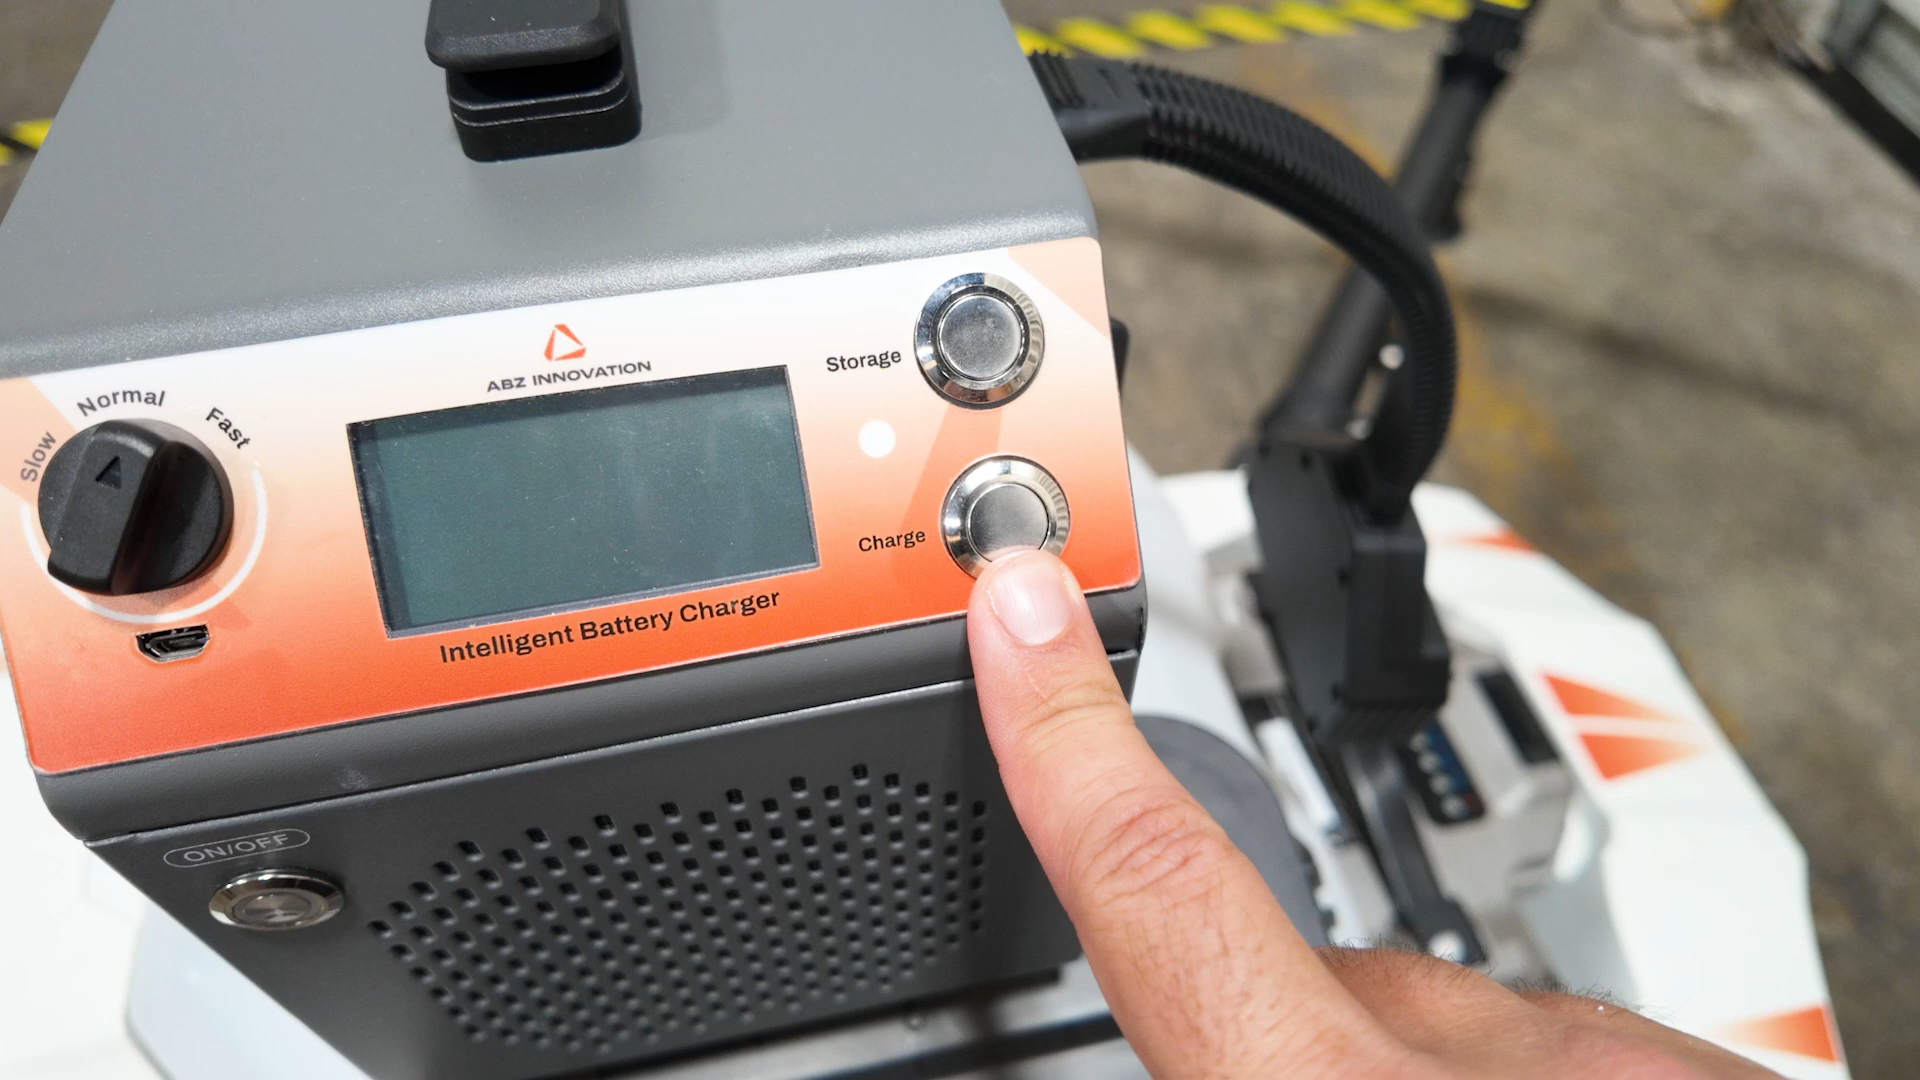 Slow
Normal
Fast
ABZ INNOVATION
Storage
Charge
Intelligent Battery Charger
ON/OFF